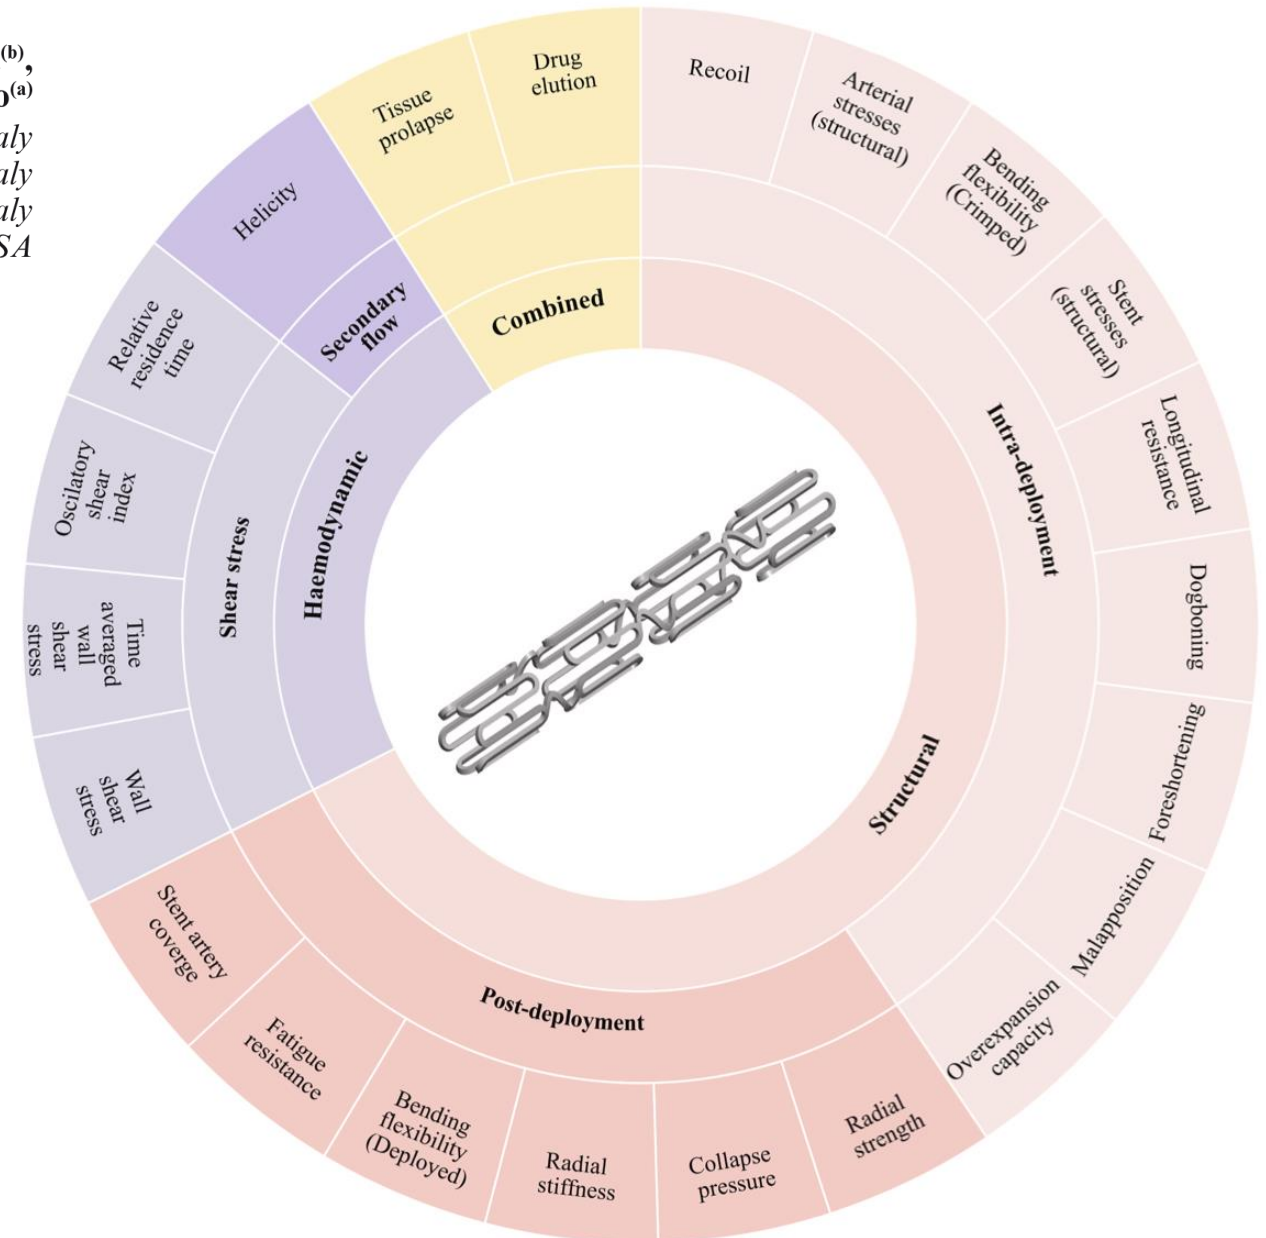 (b),
o(a)
aly
aly
aly
SA
Drug
elution
Recoil
Arterial
stresses
(structural)
Bending
flexibility
(Crimped)
Stent
stresses
(structural)
Longitudinal
resistance
Dogboning
Foreshortening
Malapposition
Overexpansion
capacity
Radial
strength
Collapse
pressure
Radial
stiffness
Bending
flexibility
(Deployed)
Fatigue
resistance
Stent artery
coverge
Wall
shear
stress
Time
averaged
wall
shear
stress
Oscilatory
shear
index
Relative
residence
time
Helicity
Tissue
prolapse
Intra-deployment
Post-deployment
Shear stress
Secondary
flow
Combined
Structural
Haemodynamic